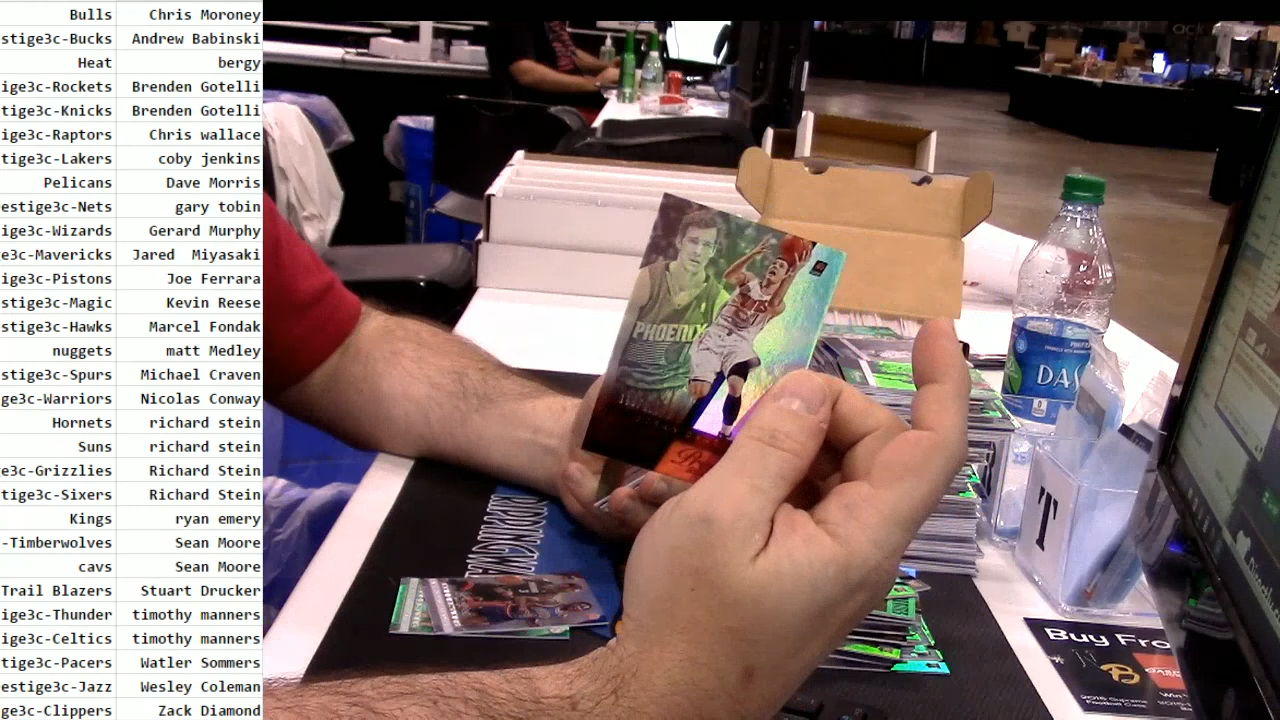 Bulls Chris Moroney
stige3c-Bucks Andrew Babinski
Heat bergy
ige3c-Rockets Brenden Gotelli
ige3c-Knicks Brenden Gotelli
ige3c-Raptors Chris wallace
tige3c-Lakers coby jenkins
Pelicans Dave Morris
estige3c-Nets gary tobin
ige3c-Wizards Gerard Murphy
e3c-Mavericks Jared  Miyasaki
ige3c-Pistons Joe Ferrara
tige3c-Magic Kevin Reese
stige3c-Hawks Marcel Fondak
nuggets matt Medley
stige3c-Spurs Michael Craven
ge3c-Warriors Nicolas Conway
Hornets richard stein
Suns richard stein
e3c-Grizzlies Richard Stein
tige3c-Sixers Richard Stein
Kings ryan emery
-Timberwolves Sean Moore
cavs Sean Moore
Trail Blazers Stuart Drucker
ige3c-Thunder timothy manners
ige3c-Celtics timothy manners
tige3c-Pacers Watler Sommers
estige3c-Jazz Wesley Coleman
ge3c-Clippers Zack Diamond
PHOENIX
DAS
T
Buy Fro